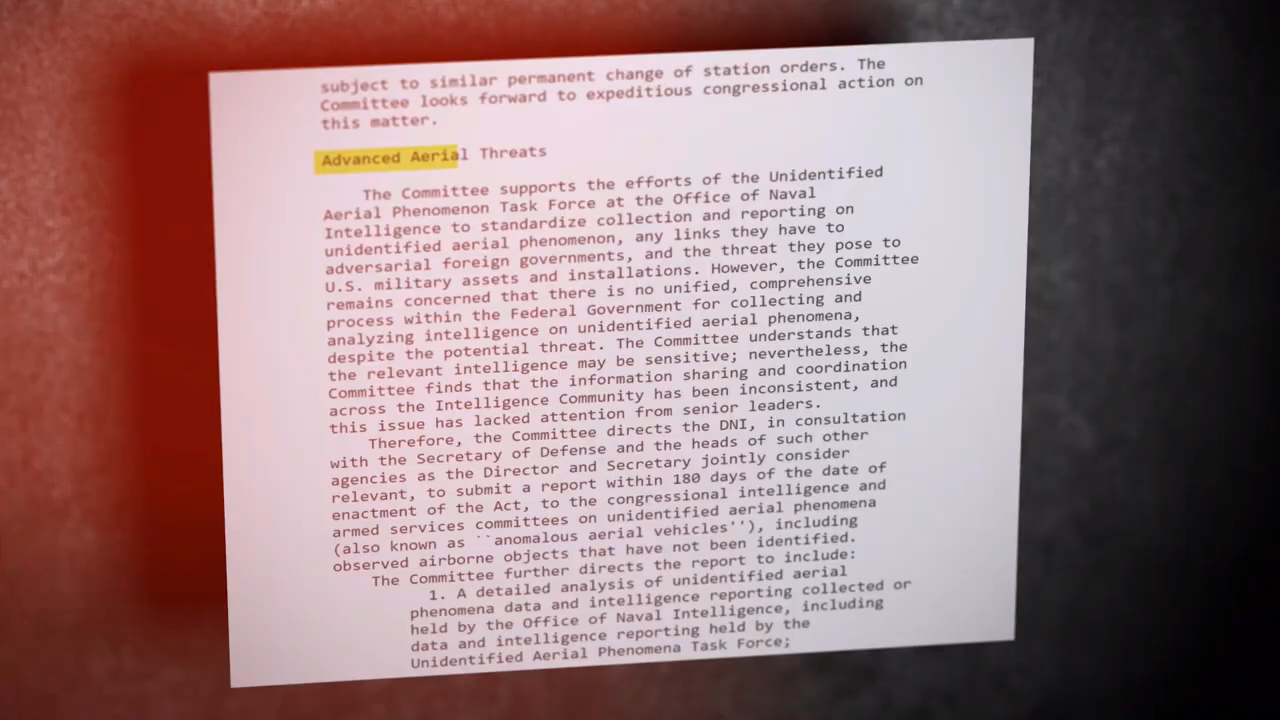 subject to similar permanent change of station orders. The
Committee looks forward to expeditious congressional action on
this matter.
Advanced Aerial Threats
The Committee supports the efforts of the Unidentified
Aerial Phenomenon Task Force at the Office of Naval
Intelligence to standardize collection and reporting on
unidentified aerial phenomenon, any links they have to
adversarial foreign governments, and the threat they pose to
U.S. military assets and installations. However, the Committee
remains concerned that there is no unified, comprehensive
process within the Federal Government for collecting and
analyzing intelligence on unidentified aerial phenomena,
despite the potential threat. The Committee understands that
the relevant intelligence may be sensitive; nevertheless, the
Committee finds that the information sharing and coordination
across the Intelligence Community has been inconsistent, and
this issue has lacked attention from senior leaders.
Therefore, the Committee directs the DNI, in consultation
with the Secretary of Defense and the heads of such other
agencies as the Director and Secretary jointly consider
relevant, to submit a report within 180 days of the date of
enactment of the Act, to the congressional intelligence and
armed services committees on unidentified aerial phenomena
(also known as ``anomalous aerial vehicles''), including
observed airborne objects that have not been identified.
The Committee further directs the report to include:
1. A detailed analysis of unidentified aerial
phenomena data and intelligence reporting collected or
held by the Office of Naval Intelligence, including
data and intelligence reporting held by the
Unidentified Aerial Phenomena Task Force;